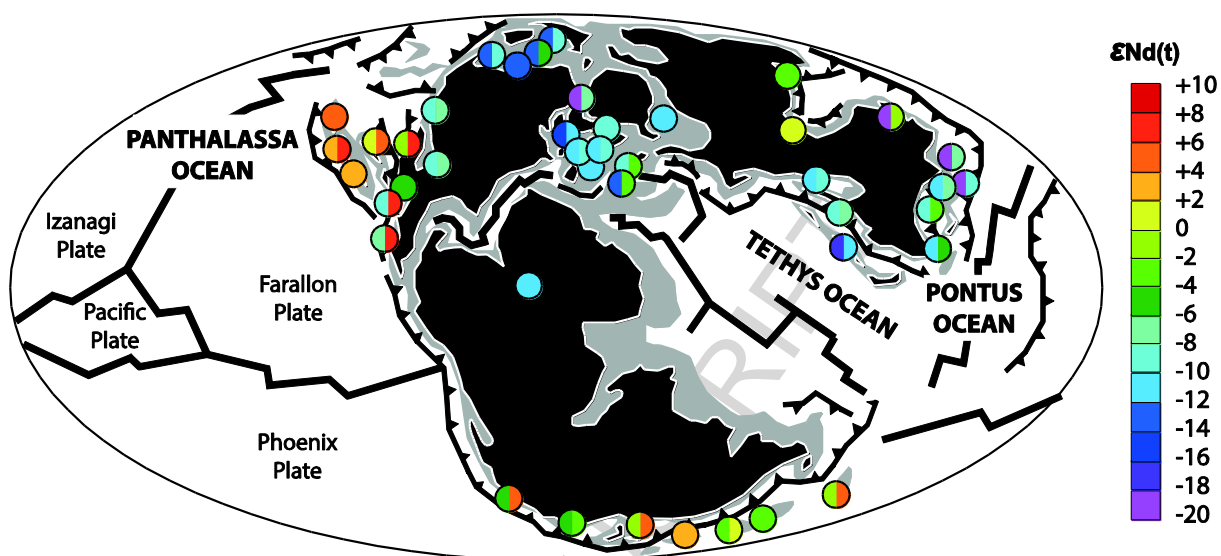 εNd(t)
+10
+8
+6
+4
+2
0
-2
-4
-6
-8
-10
-12
-14
-16
-18
-20
PANTHALASSA
OCEAN
Izanagi
Plate
Pacific
Plate
Farallon
Plate
Phoenix
Plate
TETHYS OCEAN
PONTUS
OCEAN